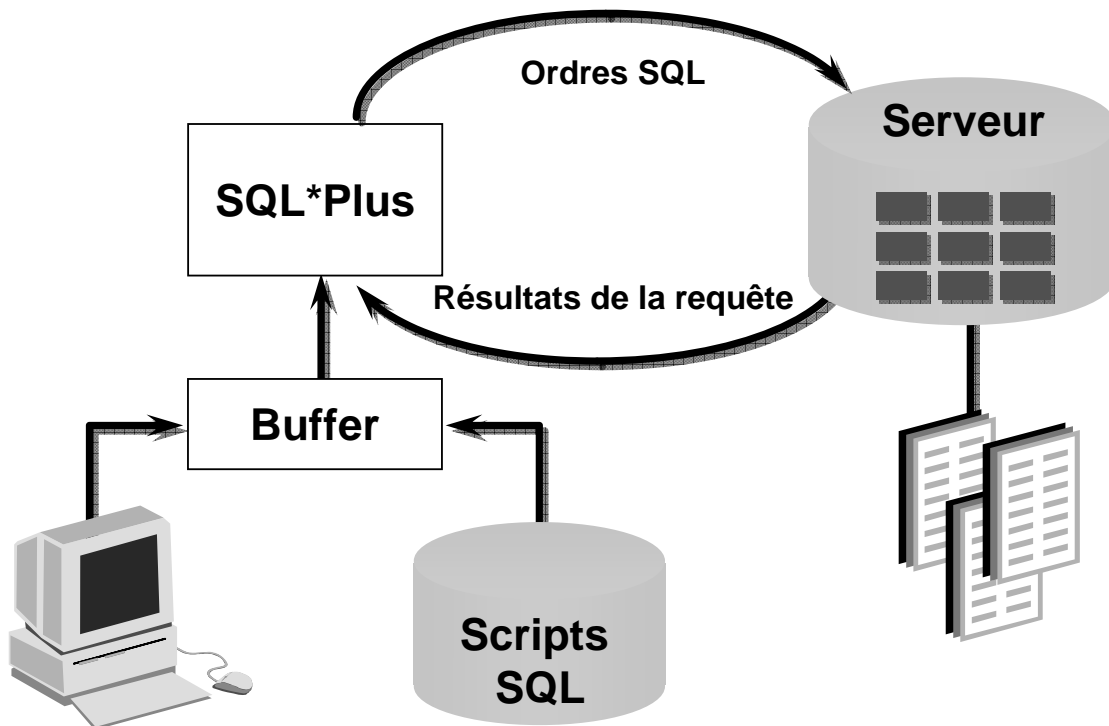 Ordres SQL
Serveur
SQL*Plus
Résultats de la requête
Buffer
Scripts
SQL